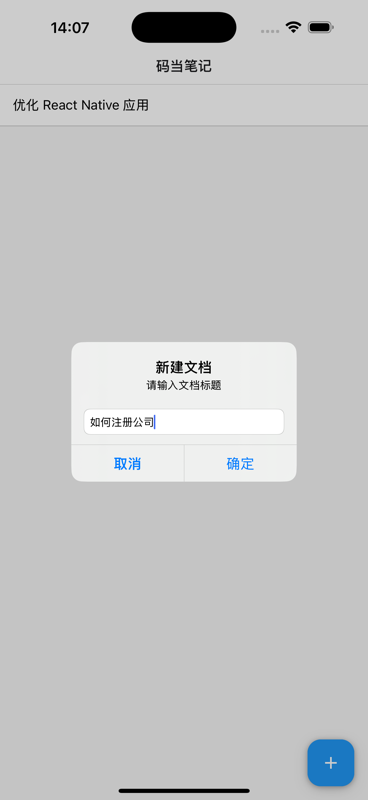 14:07
码当笔记
优化 React Native 应用
新建文档
请输入文档标题
如何注册公司
取消
确定
+